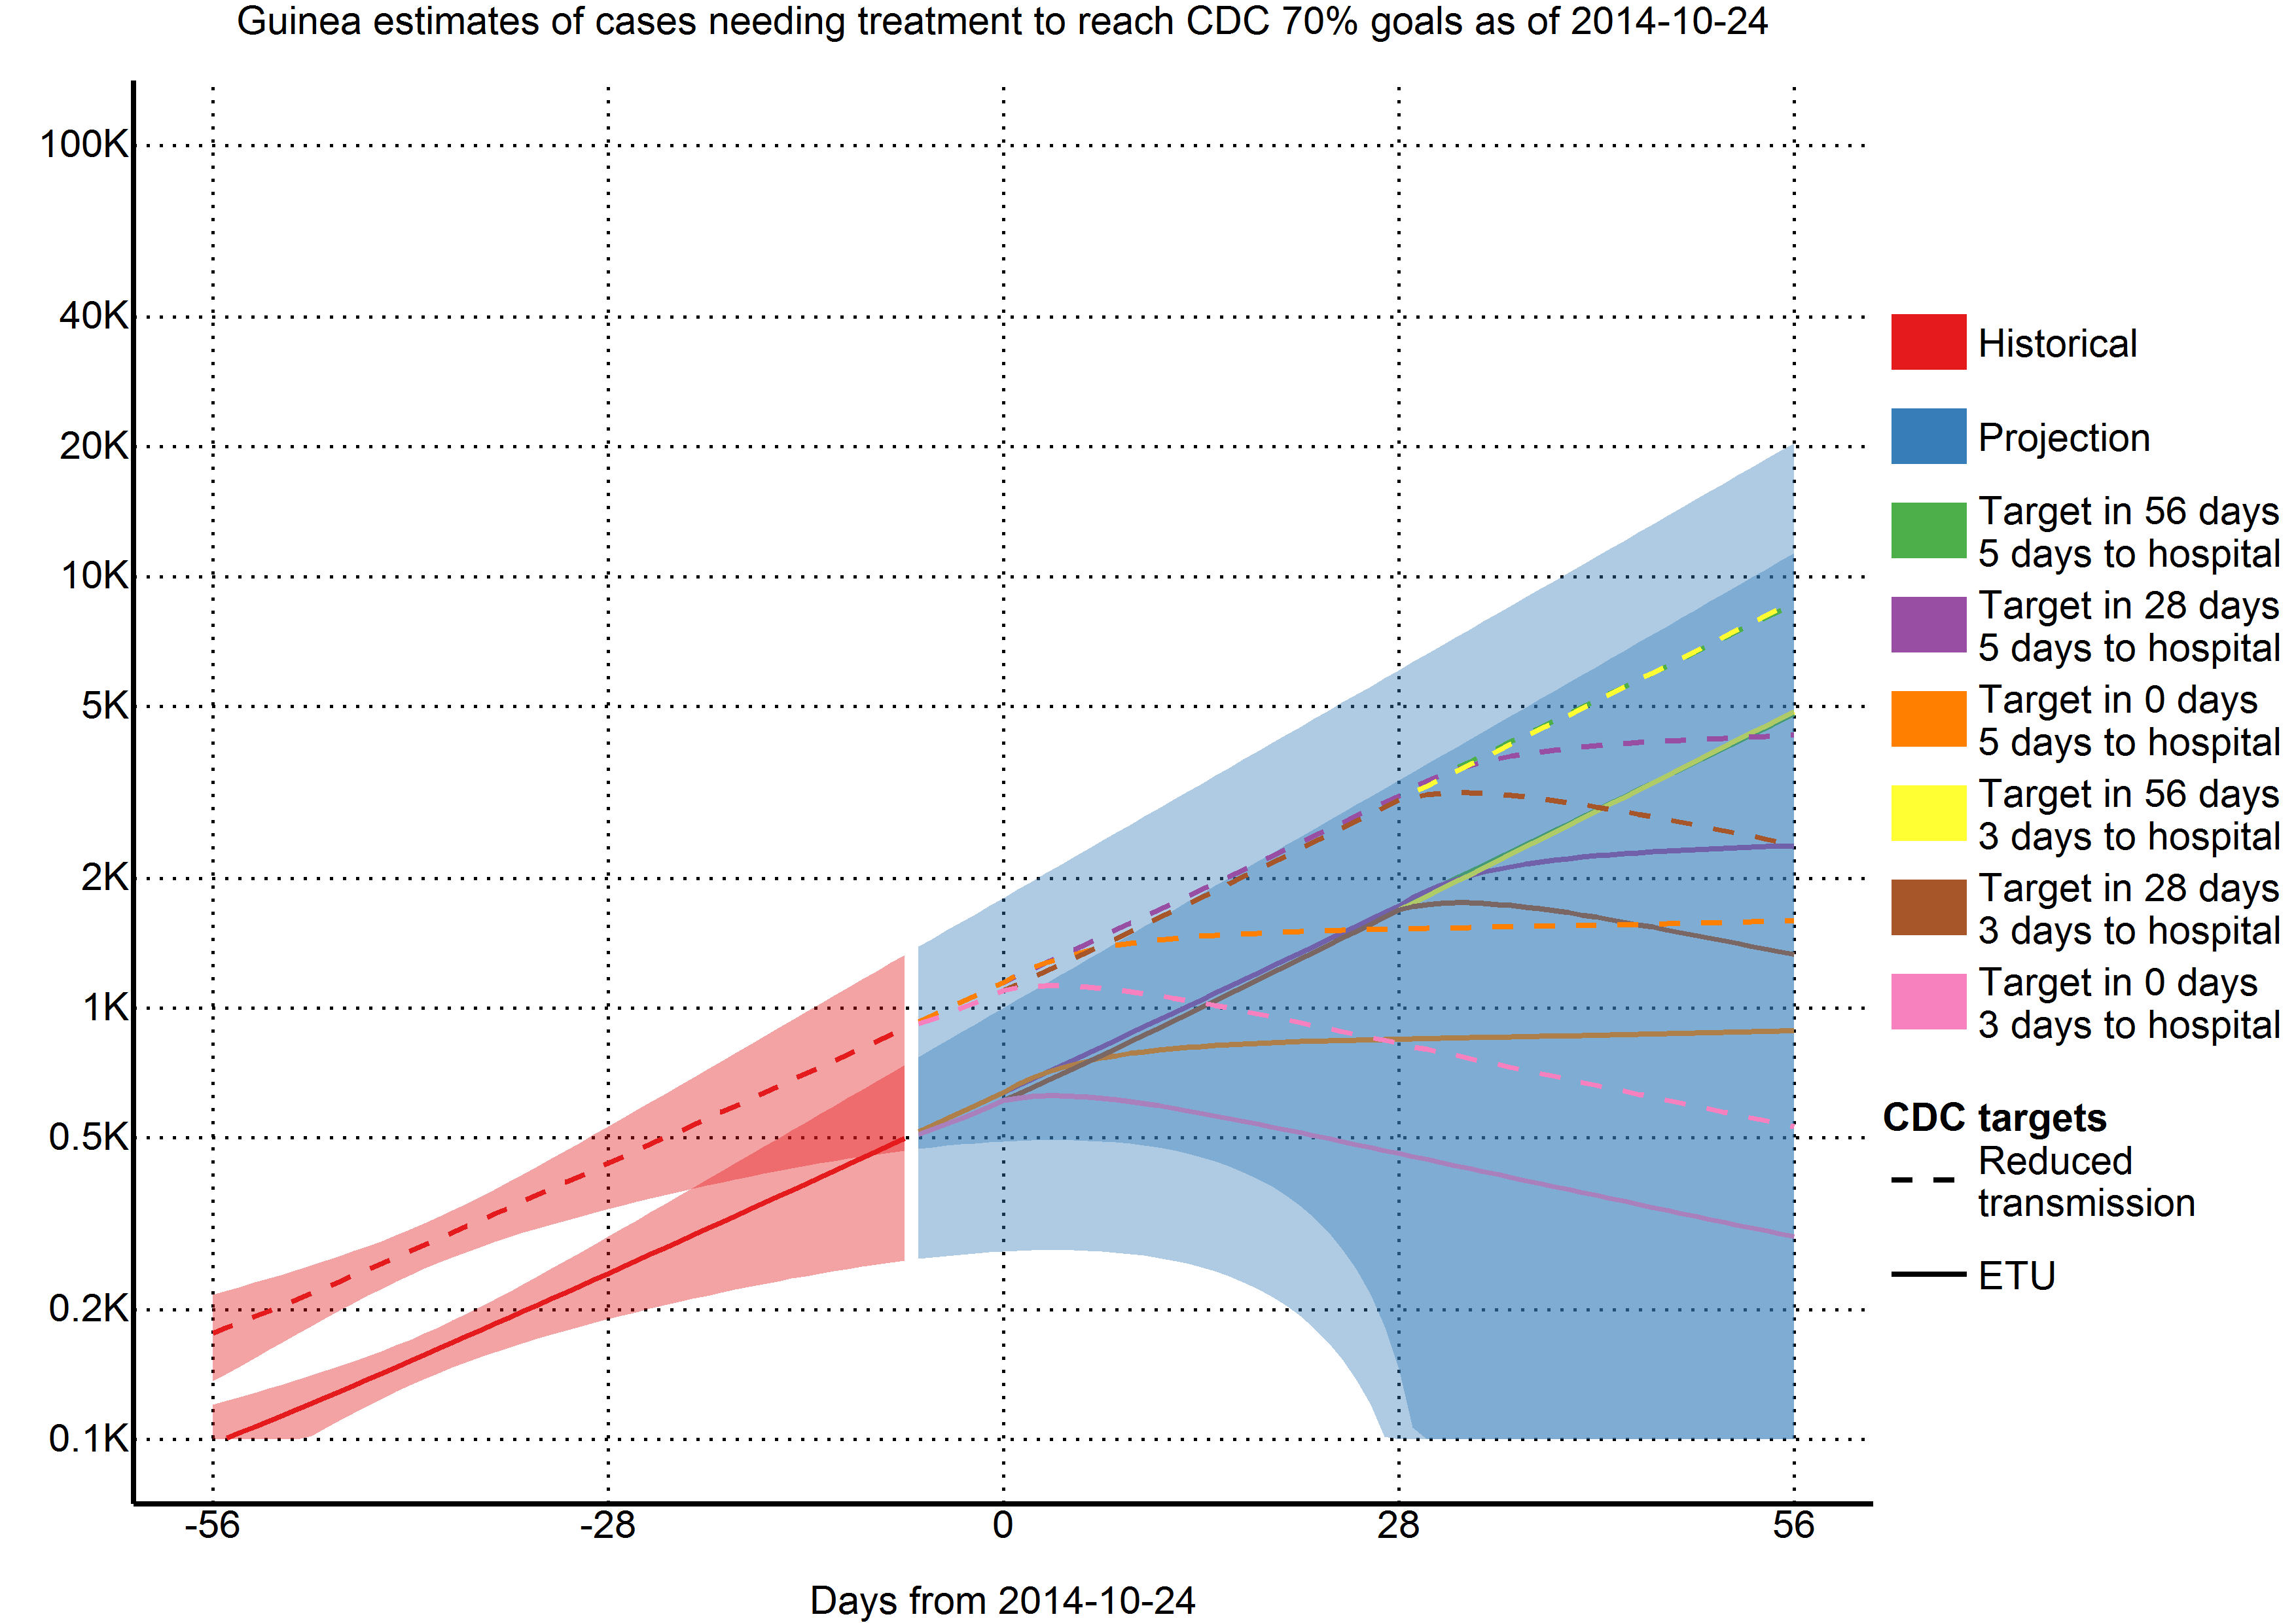 Guinea estimates of cases needing treatment to reach CDC 70% goals as of 2014-10-24
100K
40K
20K
10K
5K
2K
1K
0.5K
0.2K
0.1K
-56
-28
0
28
56
Days from 2014-10-24
Historical
Projection
Target in 56 days
5 days to hospital
Target in 28 days
5 days to hospital
Target in 0 days
5 days to hospital
Target in 56 days
3 days to hospital
Target in 28 days
3 days to hospital
Target in 0 days
3 days to hospital
CDC targets
Reduced
transmission
ETU